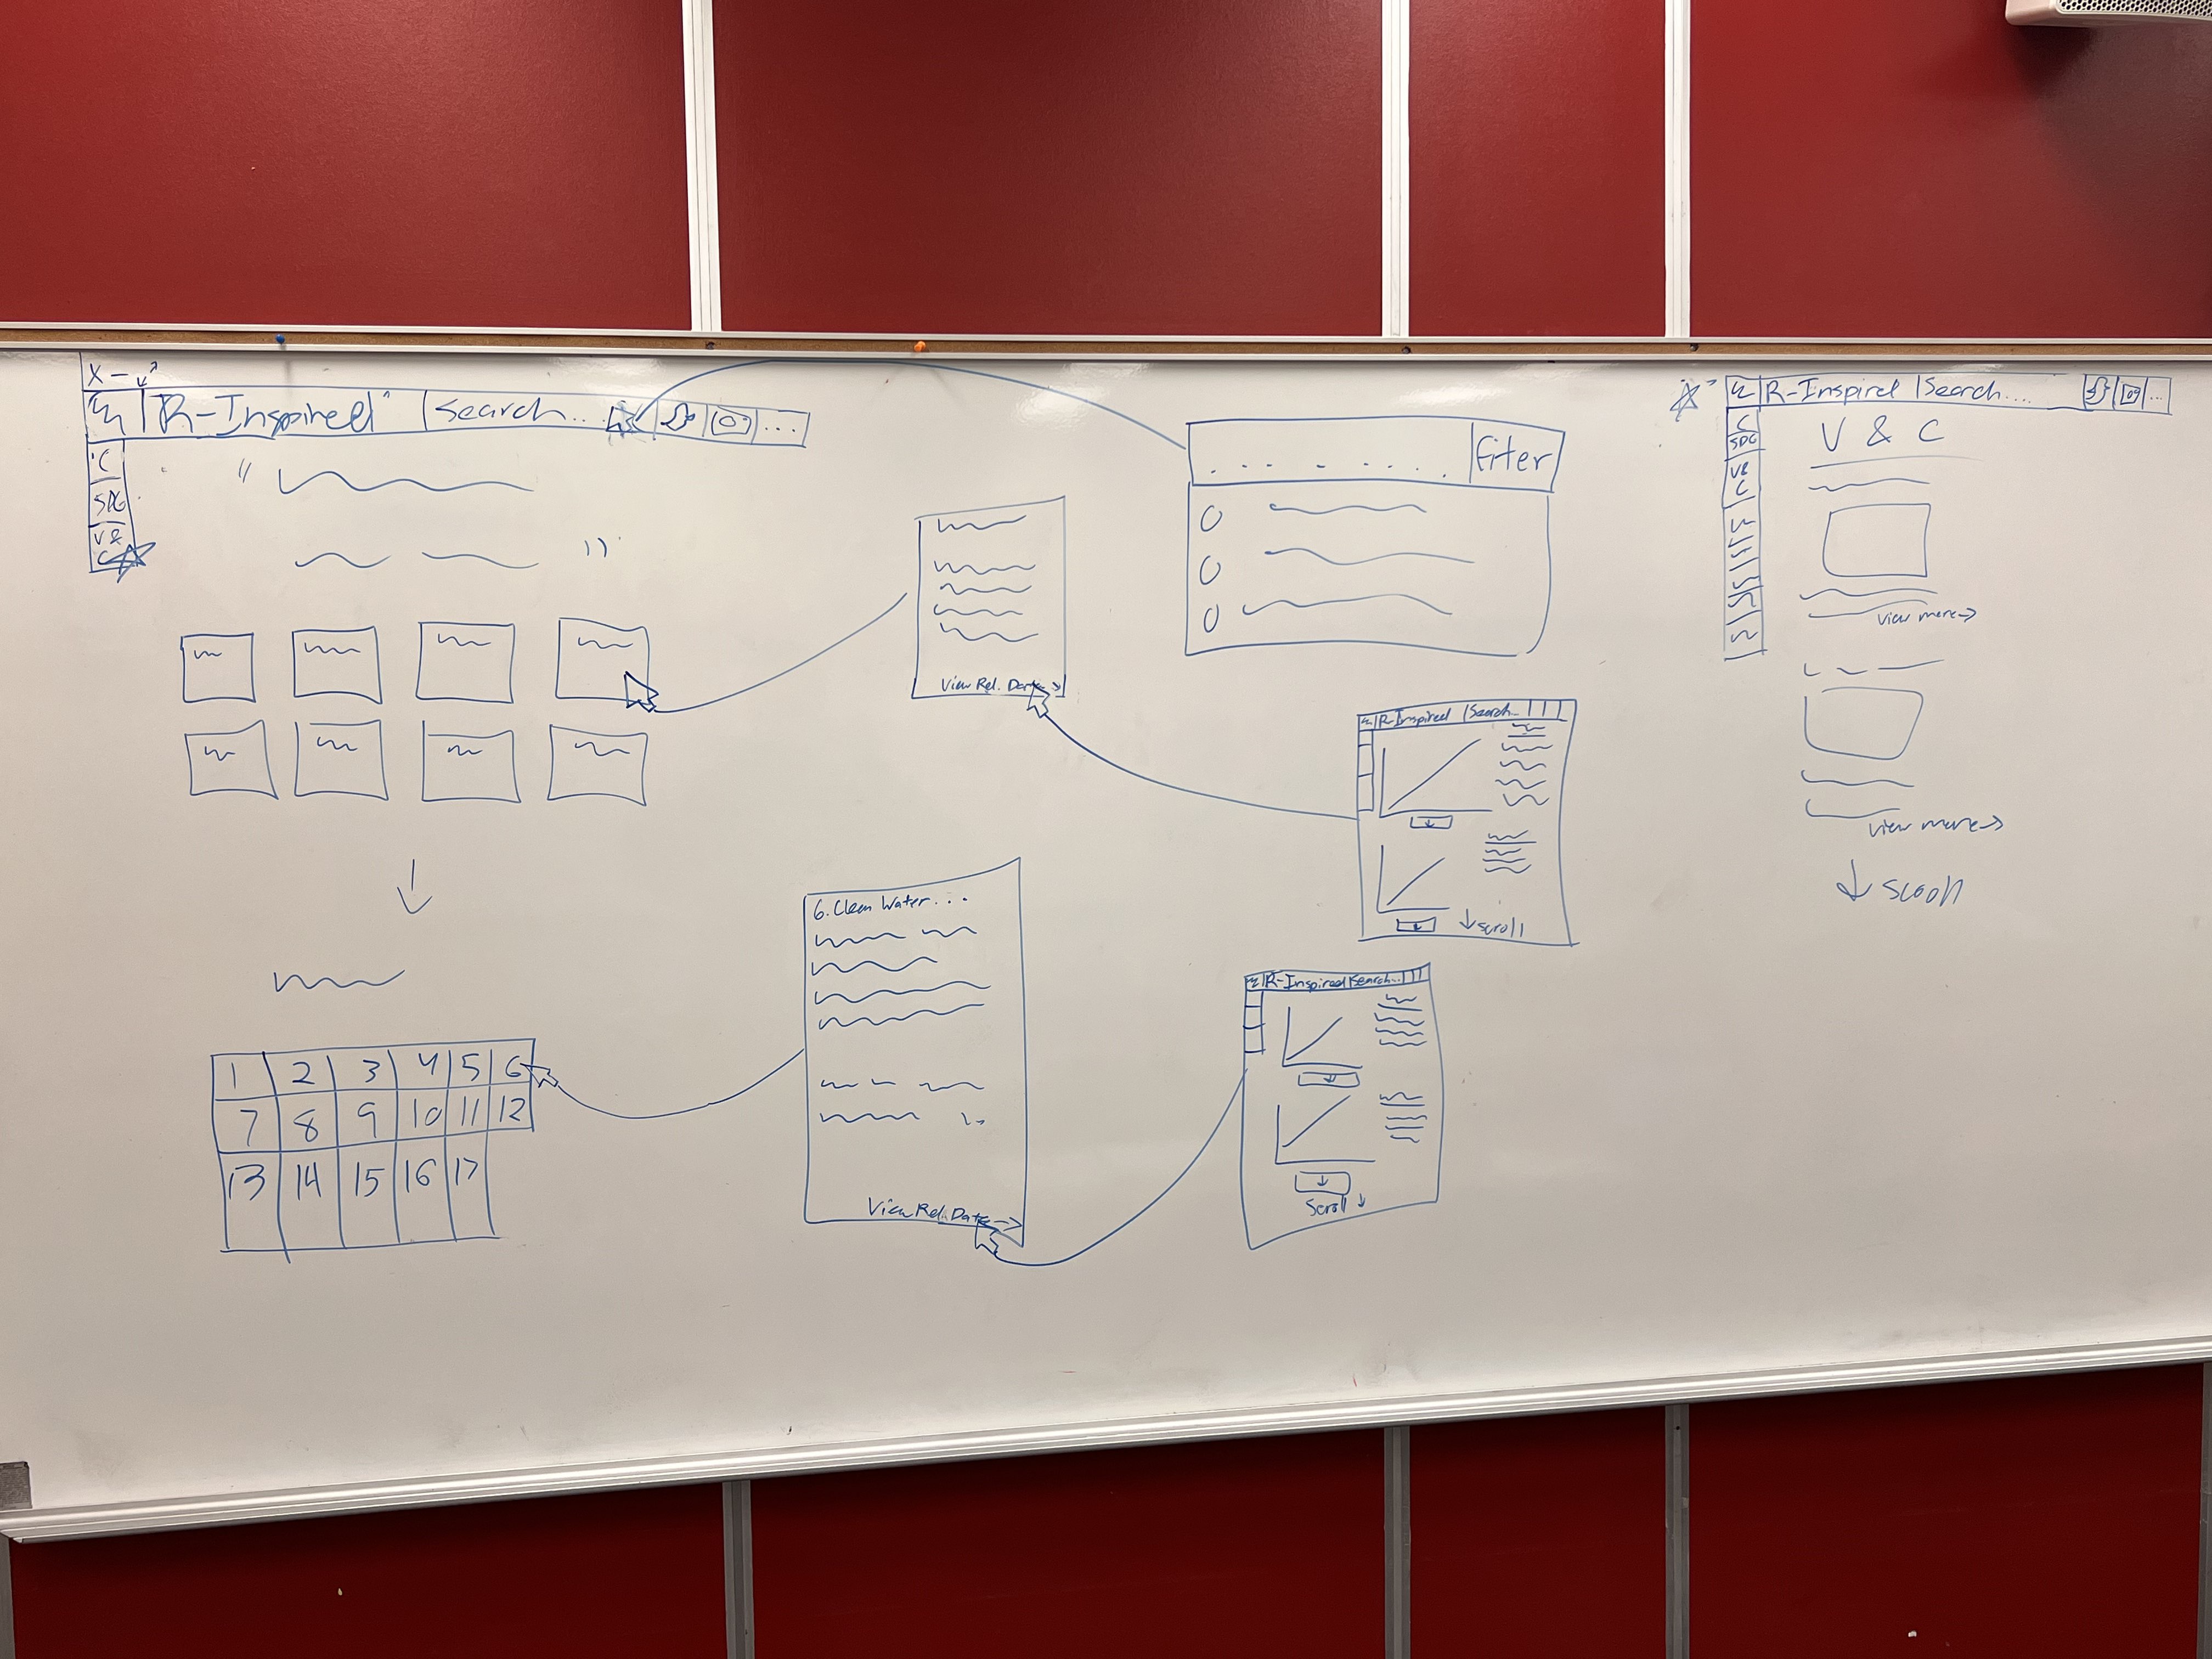 X –
R-Inspired
Search...
C
SDG
V &
C
1 2 3 4 5 6
7 8 9 10 11 12
13 14 15 16 17
View Rel. Data →
6. Clean Water...
View Rel. Data →
Filter
R-Inspired Search...
↓ scroll
R-Inspired Search...
Scroll ↓
R-Inspired Search....
C
SDG
V&
C
V & C
view more→
view more→
↓ scroll